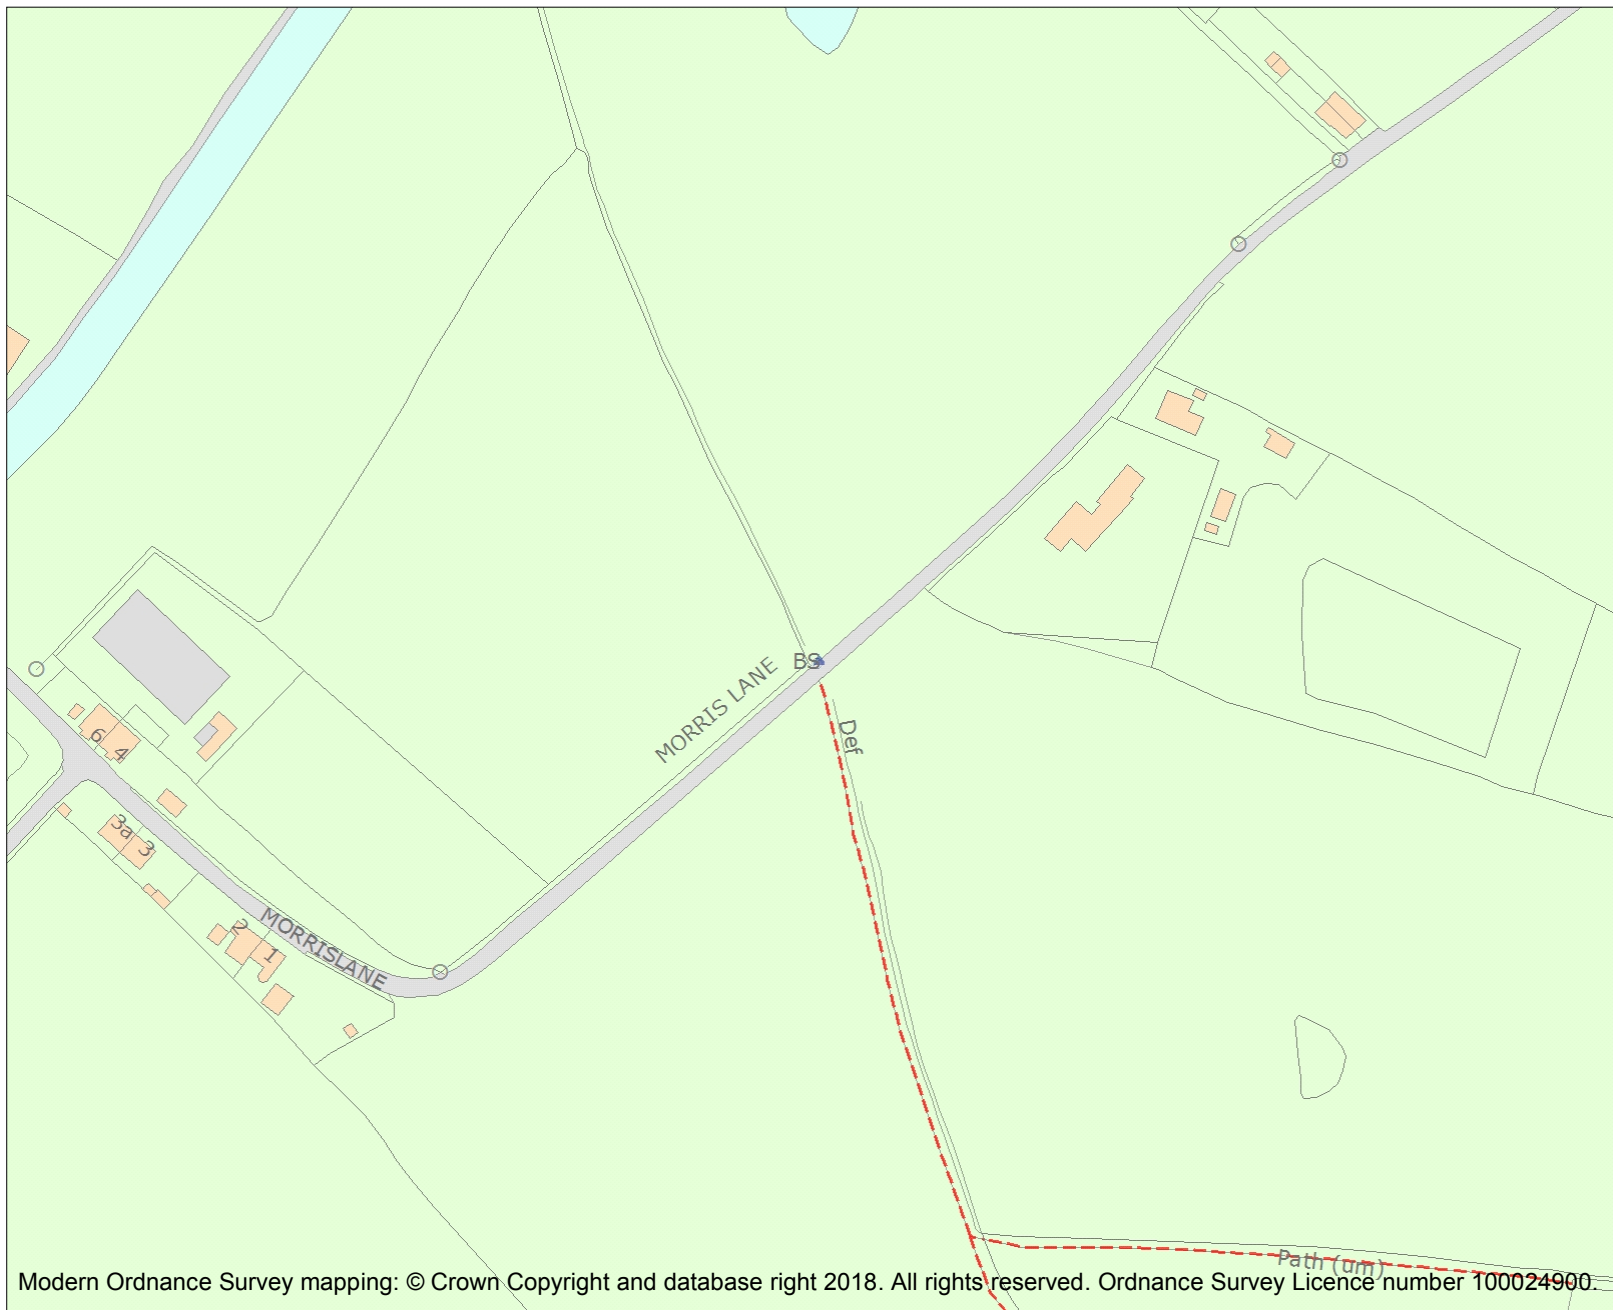 BS
MORRIS LANE
Def
6
4
3a
3
2
1
MORRISLANE
Path (um)
Modern Ordnance Survey mapping: © Crown Copyright and database right 2018. All rights reserved. Ordnance Survey Licence number 100024900.